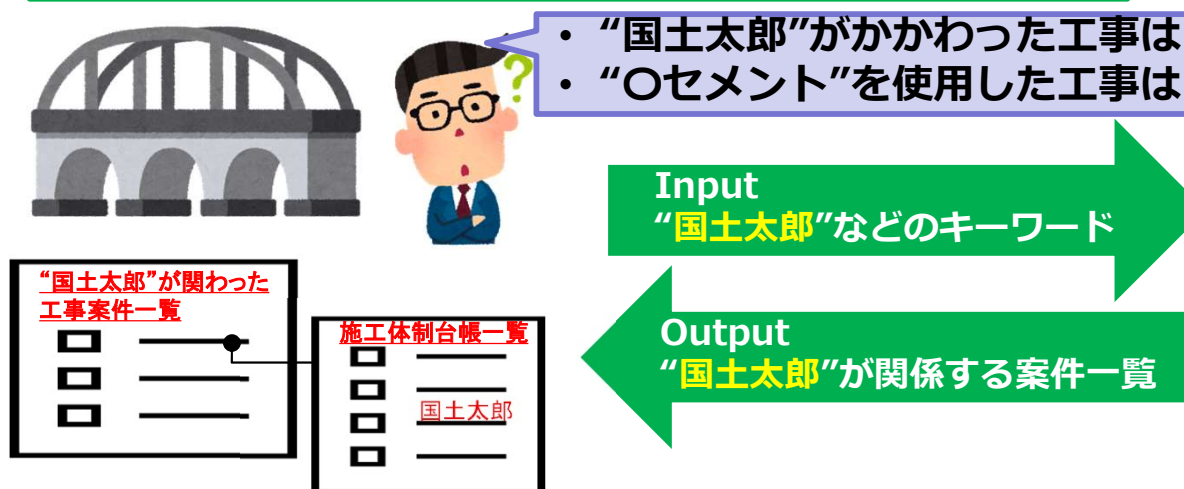 ・ “国土太郎”がかかわった工事は
・ “〇セメント”を使用した工事は
?
Input
“国土太郎”などのキーワード
“国土太郎”が関わった
工事案件一覧
施工体制台帳一覧
国土太郎
Output
“国土太郎”が関係する案件一覧